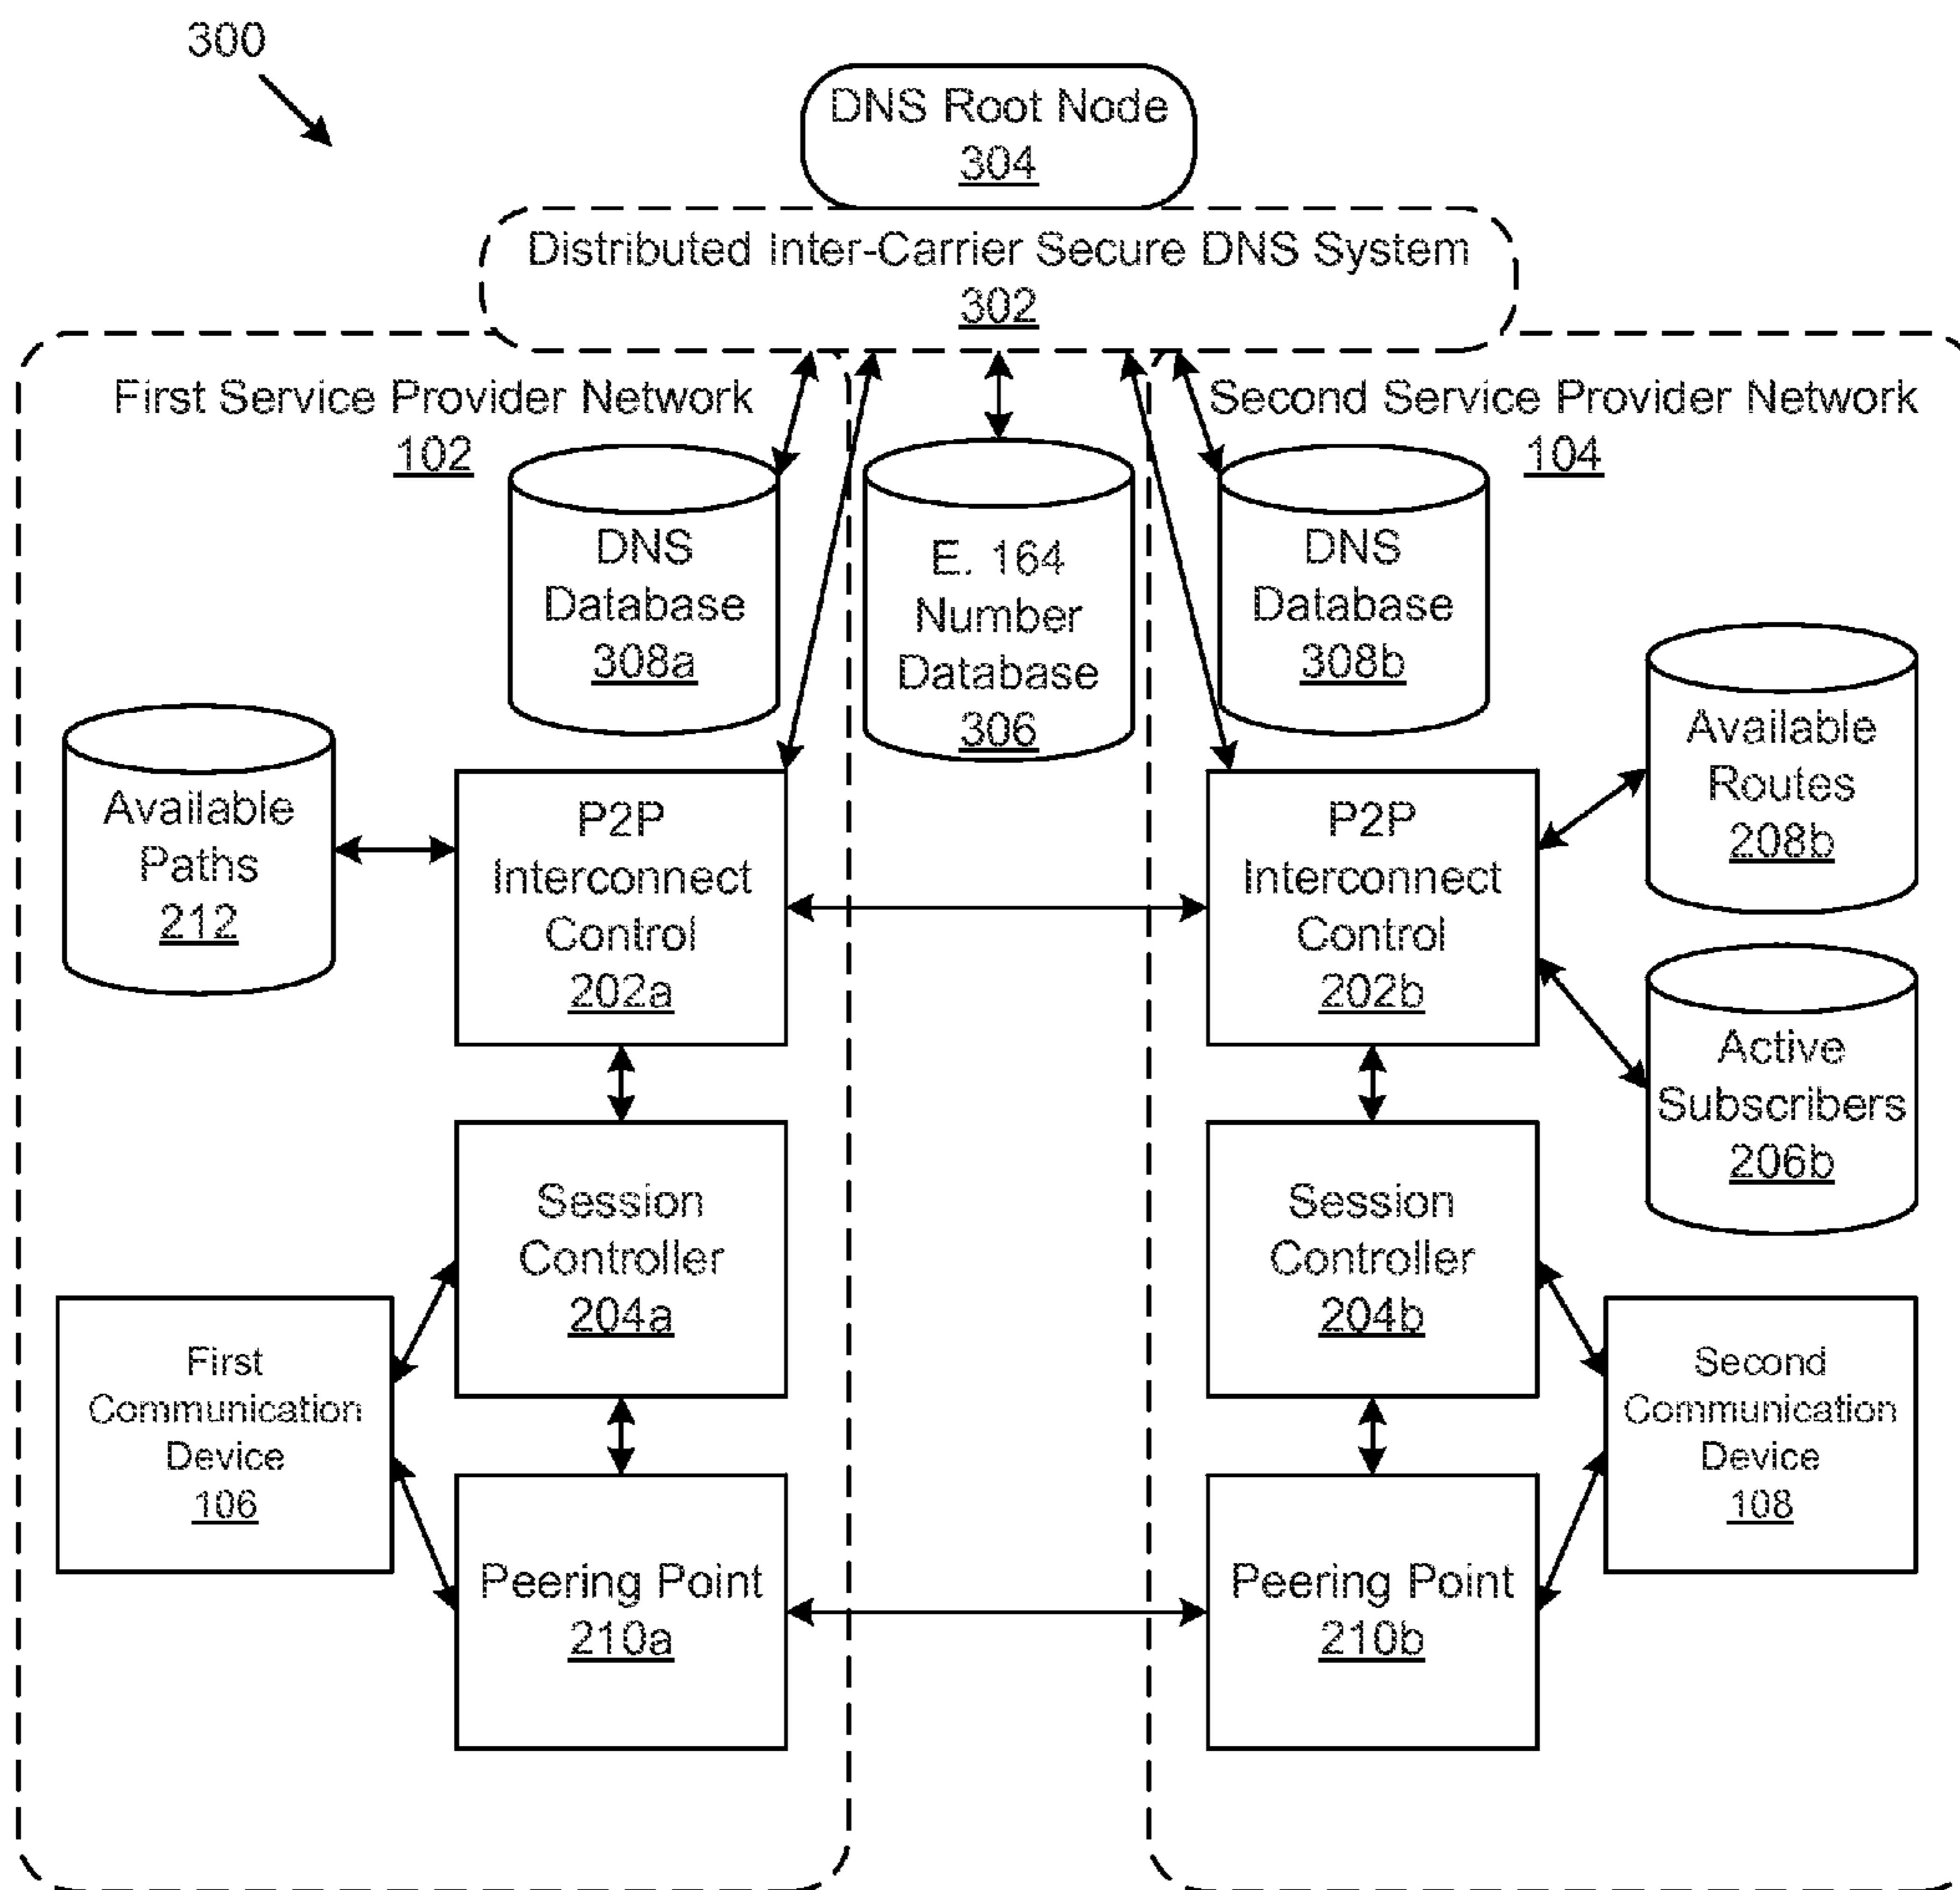 300
DNS Root Node
304
Distributed Inter-Carrier Secure DNS System
302
First Service Provider Network
102
Second Service Provider Network
104
DNS
Database
308a
E. 164
Number
Database
306
DNS
Database
308b
Available
Paths
212
P2P
Interconnect
Control
202a
P2P
Interconnect
Control
202b
Available
Routes
208b
Active
Subscribers
206b
Session
Controller
204a
Session
Controller
204b
First
Communication
Device
106
Second
Communication
Device
108
Peering Point
210a
Peering Point
210b